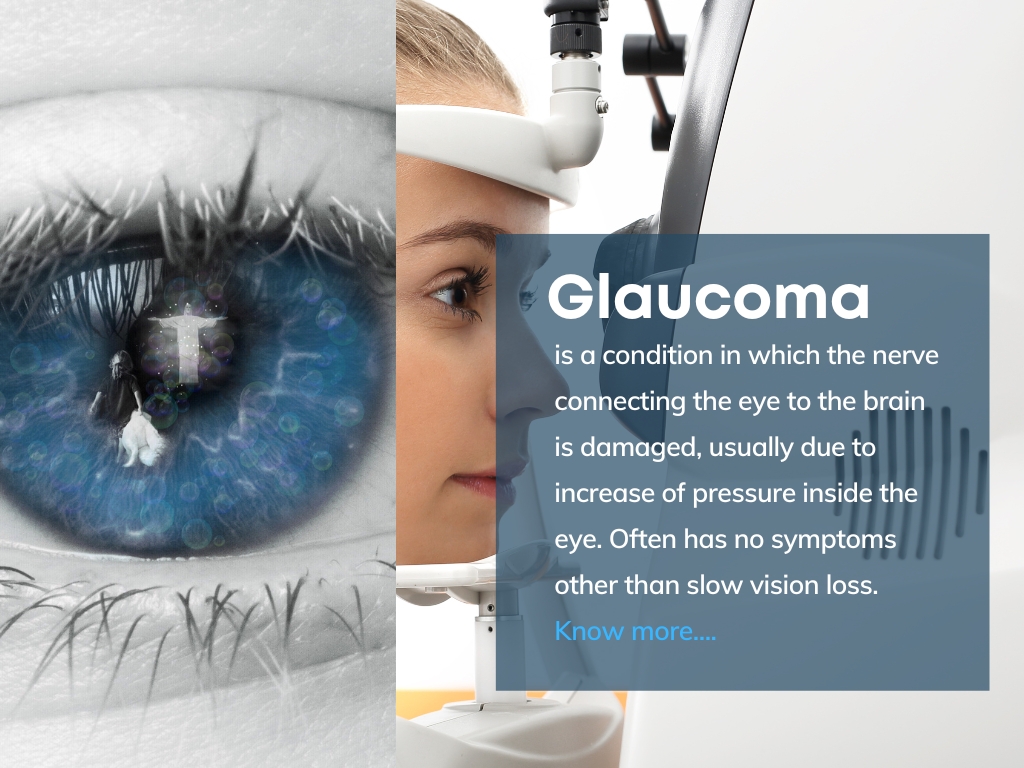 Glaucoma
is a condition in which the nerve
connecting the eye to the brain
is damaged, usually due to
increase of pressure inside the
eye. Often has no symptoms
other than slow vision loss.
Know more....